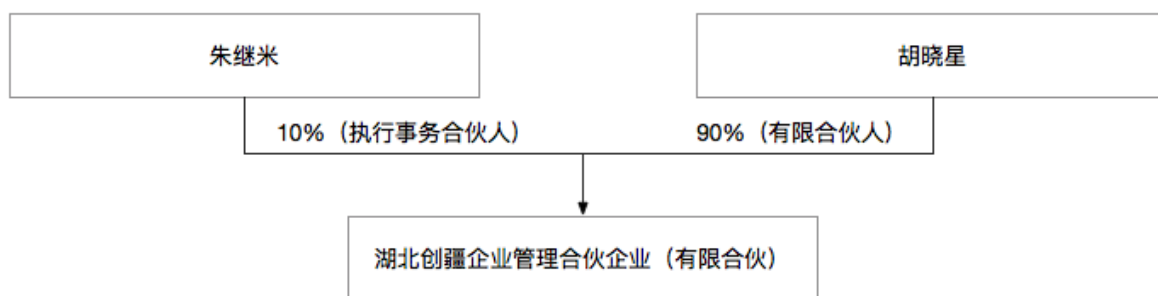 朱继米
胡晓星
10%（执行事务合伙人）
90%（有限合伙人）
湖北创疆企业管理合伙企业（有限合伙）